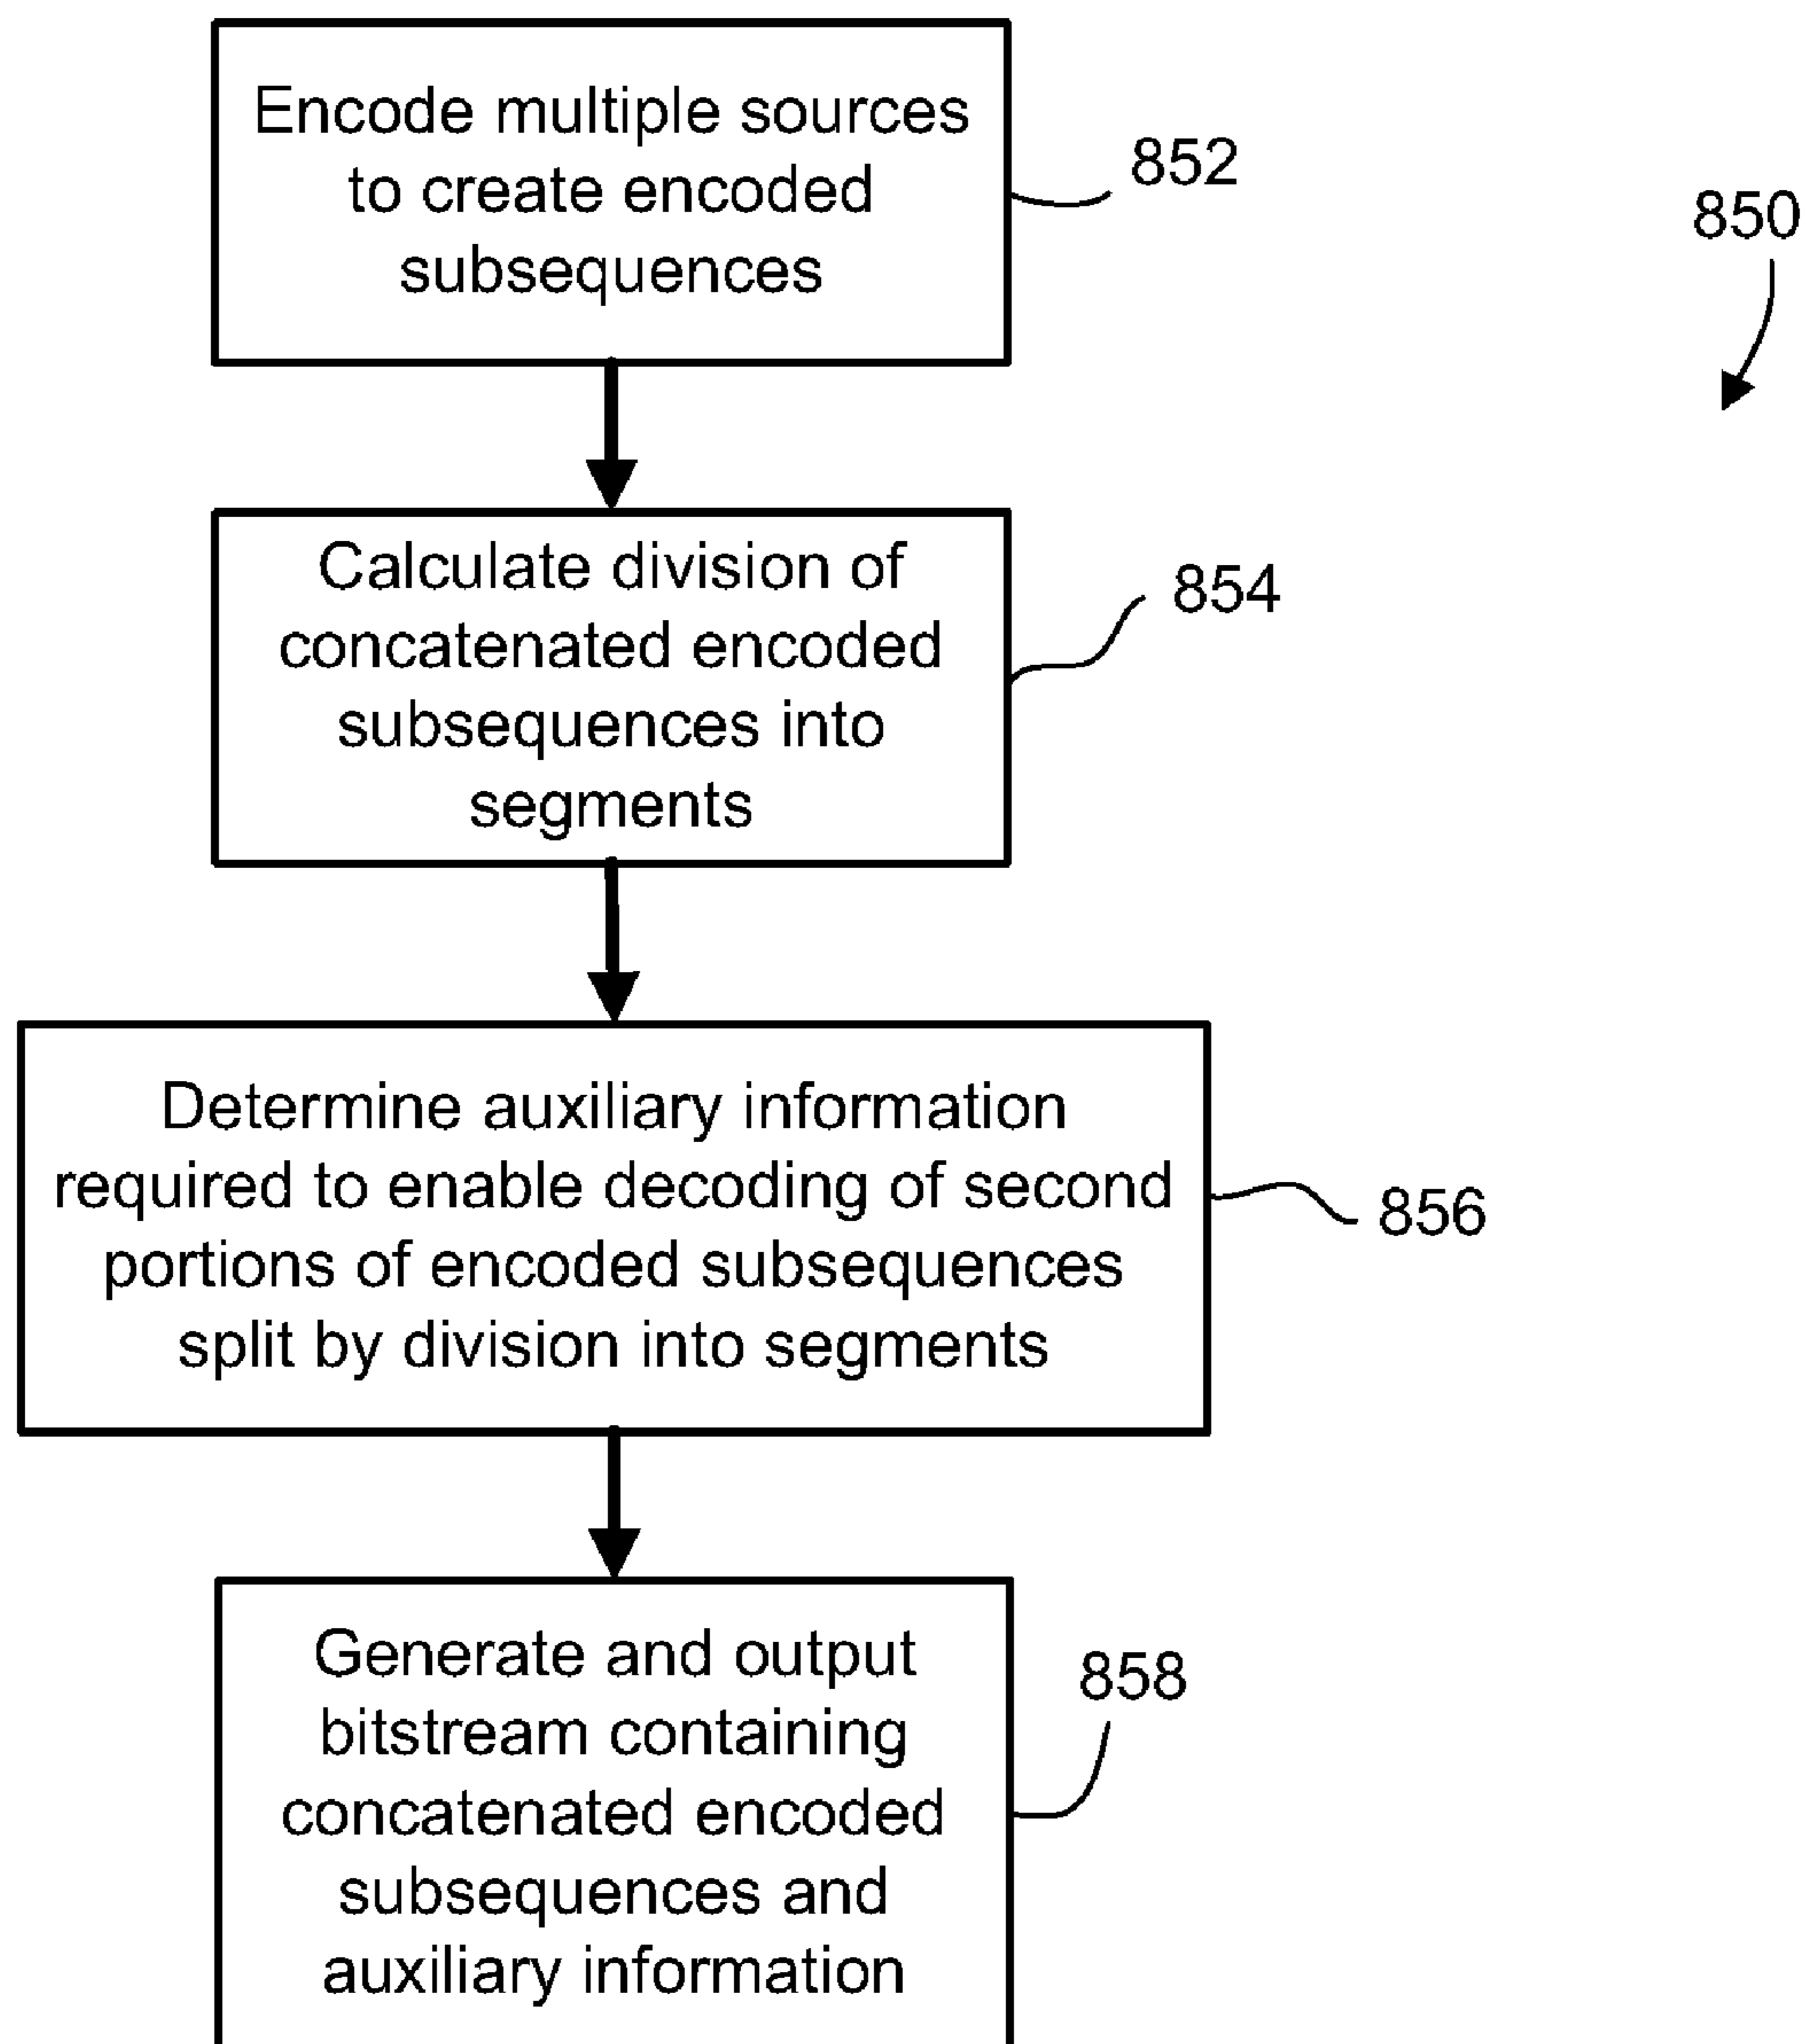 Encode multiple sources
to create encoded
subsequences
852
850
Calculate division of
concatenated encoded
subsequences into
segments
854
Determine auxiliary information
required to enable decoding of second
portions of encoded subsequences
split by division into segments
856
Generate and output
bitstream containing
concatenated encoded
subsequences and
auxiliary information
858